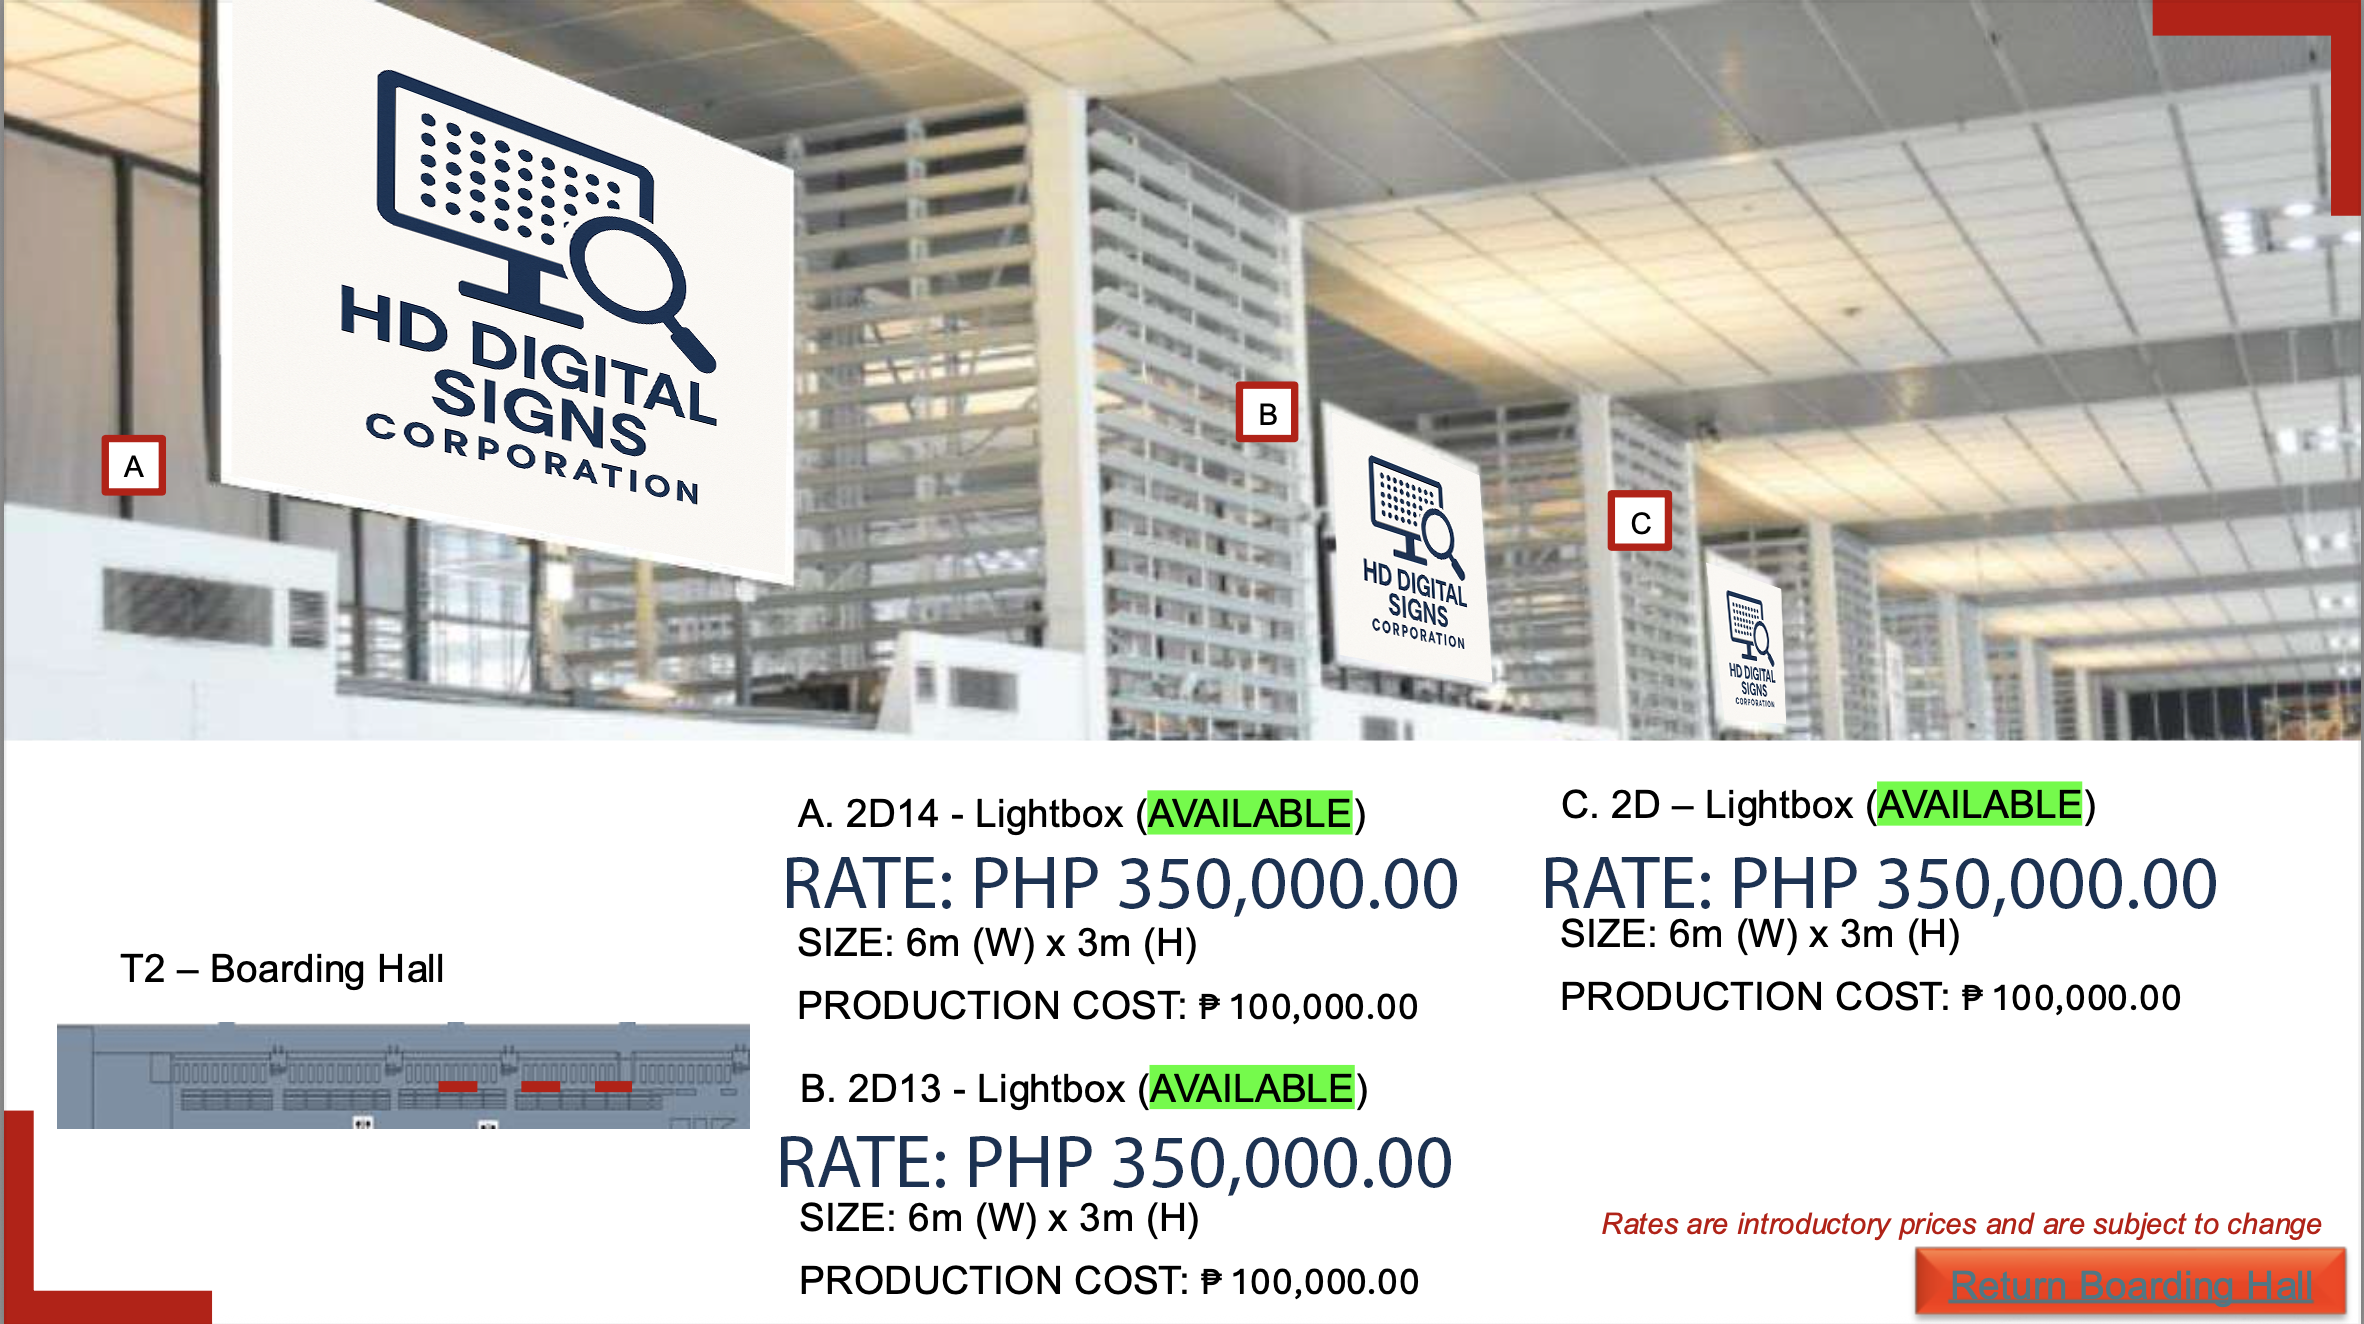 HD DIGITAL
SIGNS
CORPORATION
A
B
HD DIGITAL
SIGNS
CORPORATION
C
HD DIGITAL
SIGNS
CORPORATION
T2 – Boarding Hall
A. 2D14 - Lightbox (AVAILABLE)
RATE: PHP 350,000.00
SIZE: 6m (W) x 3m (H)
PRODUCTION COST: ₱ 100,000.00
B. 2D13 - Lightbox (AVAILABLE)
RATE: PHP 350,000.00
SIZE: 6m (W) x 3m (H)
PRODUCTION COST: ₱ 100,000.00
C. 2D – Lightbox (AVAILABLE)
RATE: PHP 350,000.00
SIZE: 6m (W) x 3m (H)
PRODUCTION COST: ₱ 100,000.00
Rates are introductory prices and are subject to change
Return Boarding Hall